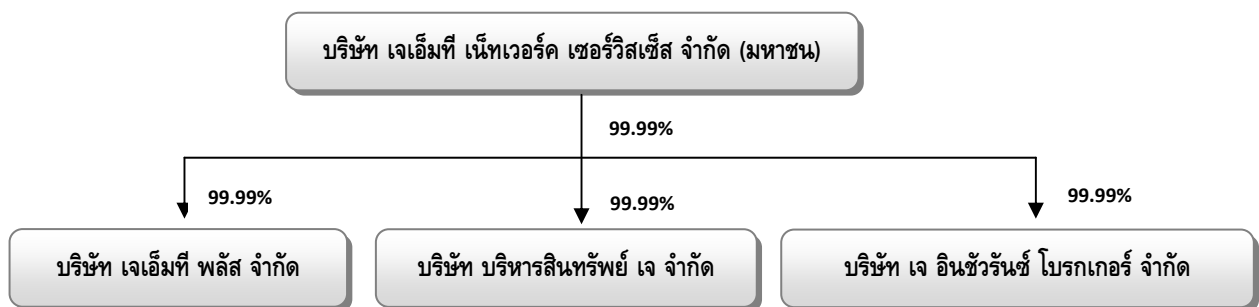 บริษัท เจเอ็มที เน็ทเวอร์ค เซอร์วิสเซ็ส จำกัด (มหาชน)
99.99%
99.99%
99.99%
99.99%
บริษัท เจเอ็มที พลัส จำกัด
บริษัท บริหารสินทรัพย์ เจ จำกัด
บริษัท เจ อินชัวรันซ์ โบรกเกอร์ จำกัด